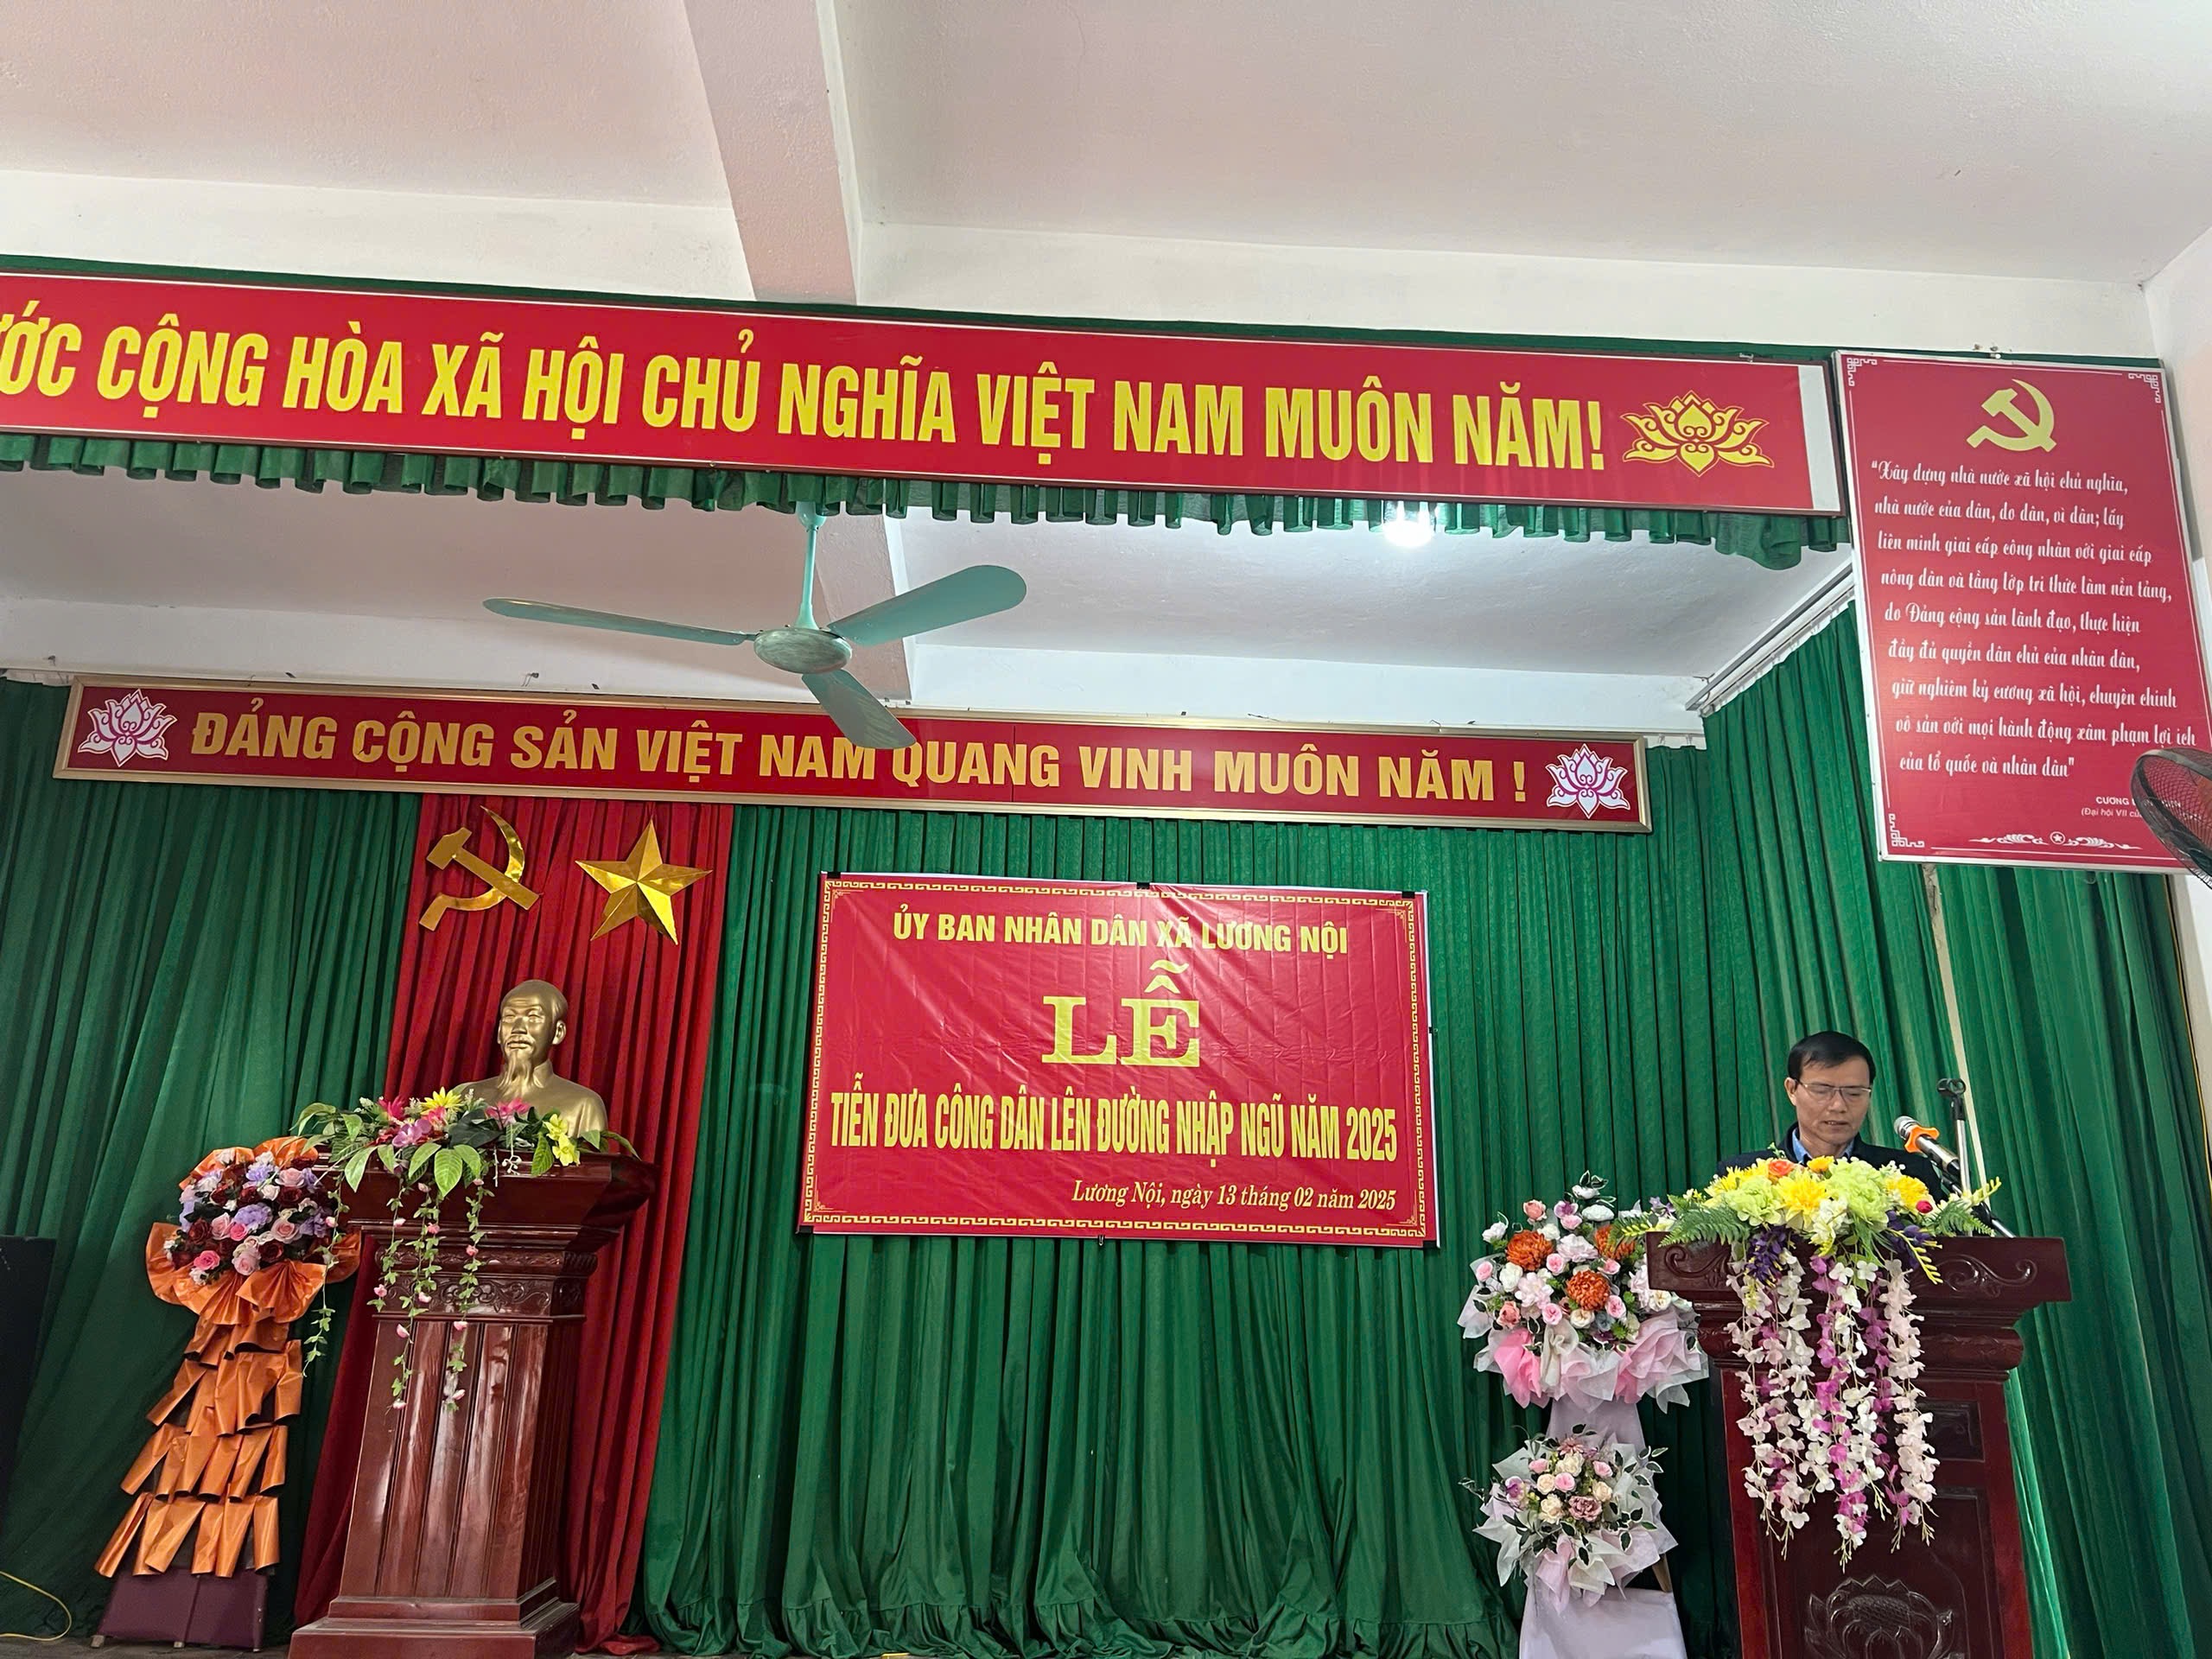 ƯỚC CỘNG HÒA XÃ HỘI CHỦ NGHĨA VIỆT NAM MUÔN NĂM!
"Xây dựng nhà nước xã hội chủ nghĩa,
nhà nước của dân, do dân, vì dân; lấy
liên minh giai cấp công nhân với giai cấp
nông dân và tầng lớp tri thức làm nền tảng,
do Đảng cộng sản lãnh đạo, thực hiện
đầy đủ quyền dân chủ của nhân dân,
giữ nghiêm kỷ cương xã hội, chuyên chính
vô sản với mọi hành động xâm phạm lợi ích
của tổ quốc và nhân dân"
CƯƠNG
(Đại hội VII
ĐẢNG CỘNG SẢN VIỆT NAM QUANG VINH MUÔN NĂM !
ỦY BAN NHÂN DÂN XÃ LƯƠNG NỘI
LỄ
TIỄN ĐƯA CÔNG DÂN LÊN ĐƯỜNG NHẬP NGŨ NĂM 2025
Lương Nội, ngày 13 tháng 02 năm 2025